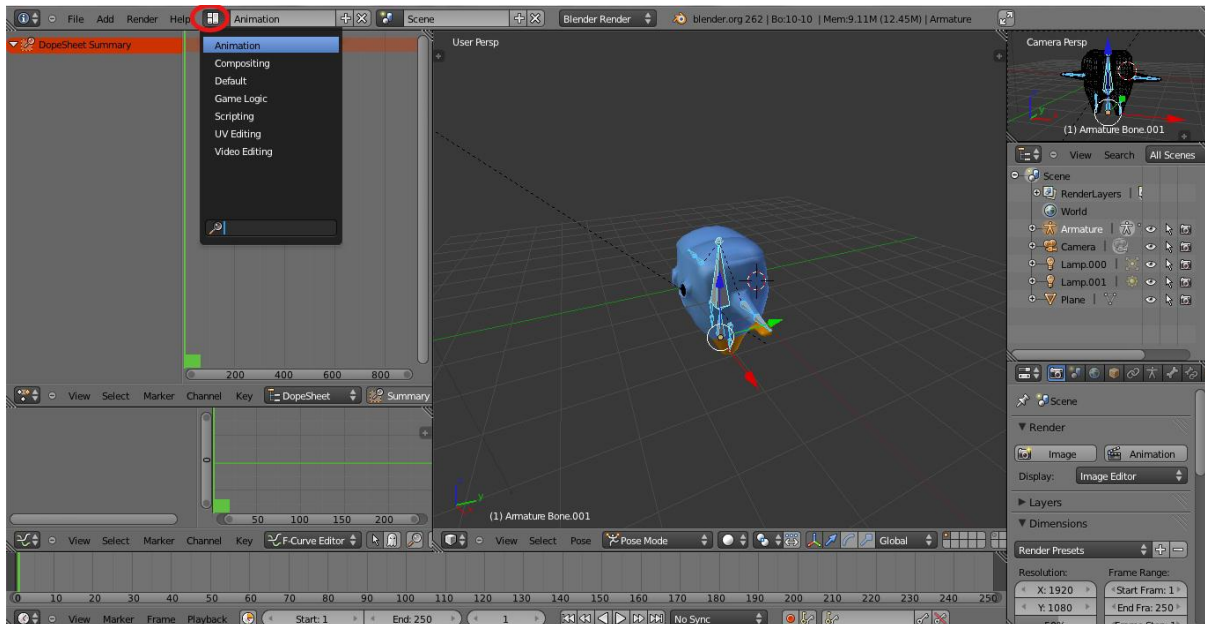 File Add Render Help Animation Scene Blender Render blender.org 262 | Bo:10-10 | Mem:9.11M (12.45M) | Armature
DopeSheet Summary
Animation
Compositing
Default
Game Logic
Scripting
UV Editing
Video Editing
200 400 600 800
View Select Marker Channel Key DopeSheet Summary
50 100 150 200
View Select Marker Channel Key F-Curve Editor
User Persp
(1) Armature Bone.001
View Select Pose Pose Mode Global
Camera Persp
(1) Armature Bone.001
View Search All Scenes
Scene
RenderLayers |
World
Armature |
Camera |
Lamp.000 |
Lamp.001 |
Plane |
Scene
Render
Image Animation
Display: Image Editor
Layers
Dimensions
Render Presets
Resolution: Frame Range:
X: 1920 Start Fram: 1
Y: 1080 End Fra: 250
0 10 20 30 40 50 60 70 80 90 100 110 120 130 140 150 160 170 180 190 200 210 220 230 240 250
View Marker Frame Playback Start: 1 End: 250 1 No Sync